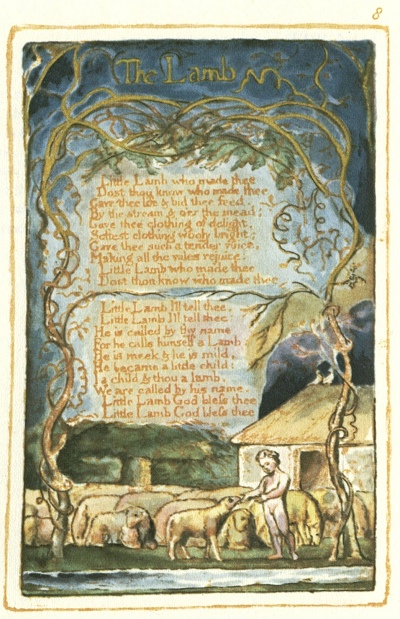 8
The Lamb
Little Lamb who made thee
Dost thou know who made thee
Gave thee life & bid thee feed.
By the stream & o'er the mead;
Gave thee clothing of delight,
Softest clothing wooly bright;
Gave thee such a tender voice,
Making all the vales rejoice:
Little Lamb who made thee
Dost thou know who made thee
Little Lamb I'll tell thee,
Little Lamb I'll tell thee:
He is called by thy name,
For he calls himself a Lamb:
He is meek & he is mild,
He became a little child:
I a child & thou a lamb,
We are called by his name.
Little Lamb God bless thee
Little Lamb God bless thee